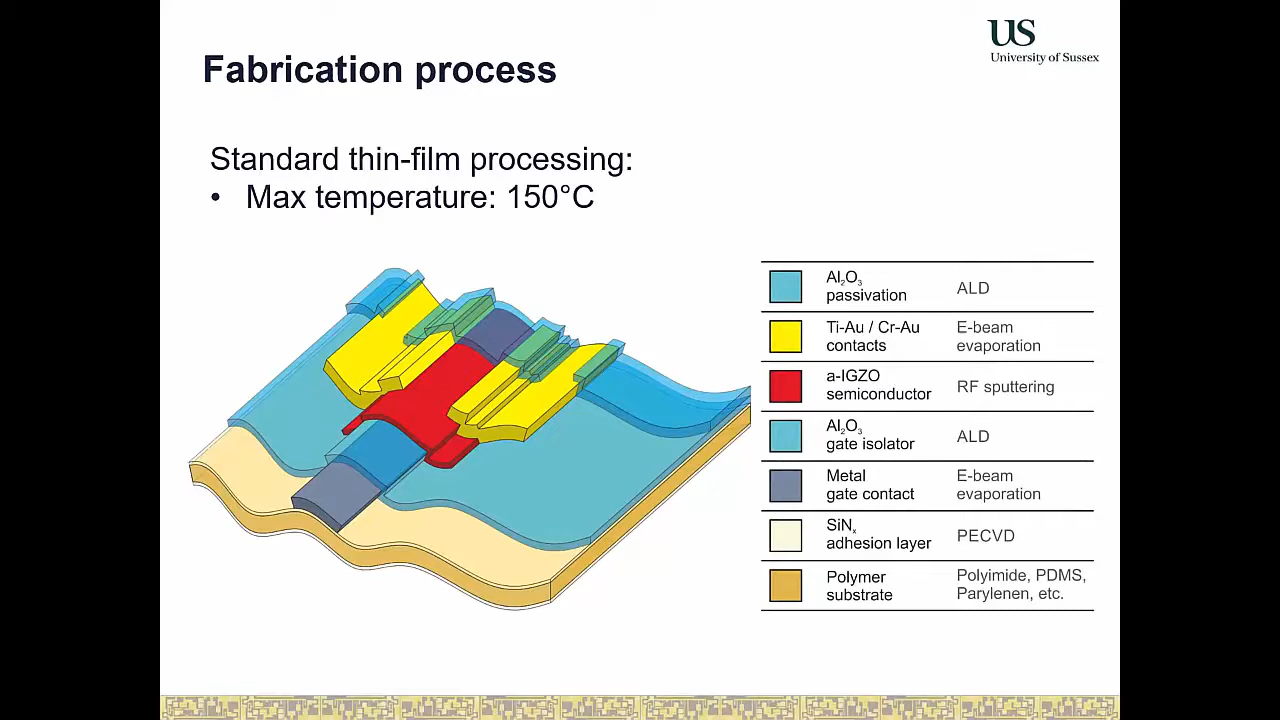 US
University of Sussex
Fabrication process
Standard thin-film processing:
• Max temperature: 150°C
Al₂O₃
passivation
ALD
Ti-Au / Cr-Au
contacts
E-beam
evaporation
a-IGZO
semiconductor
RF sputtering
Al₂O₃
gate isolator
ALD
Metal
gate contact
E-beam
evaporation
SiNₓ
adhesion layer
PECVD
Polymer
substrate
Polyimide, PDMS,
Parylenen, etc.